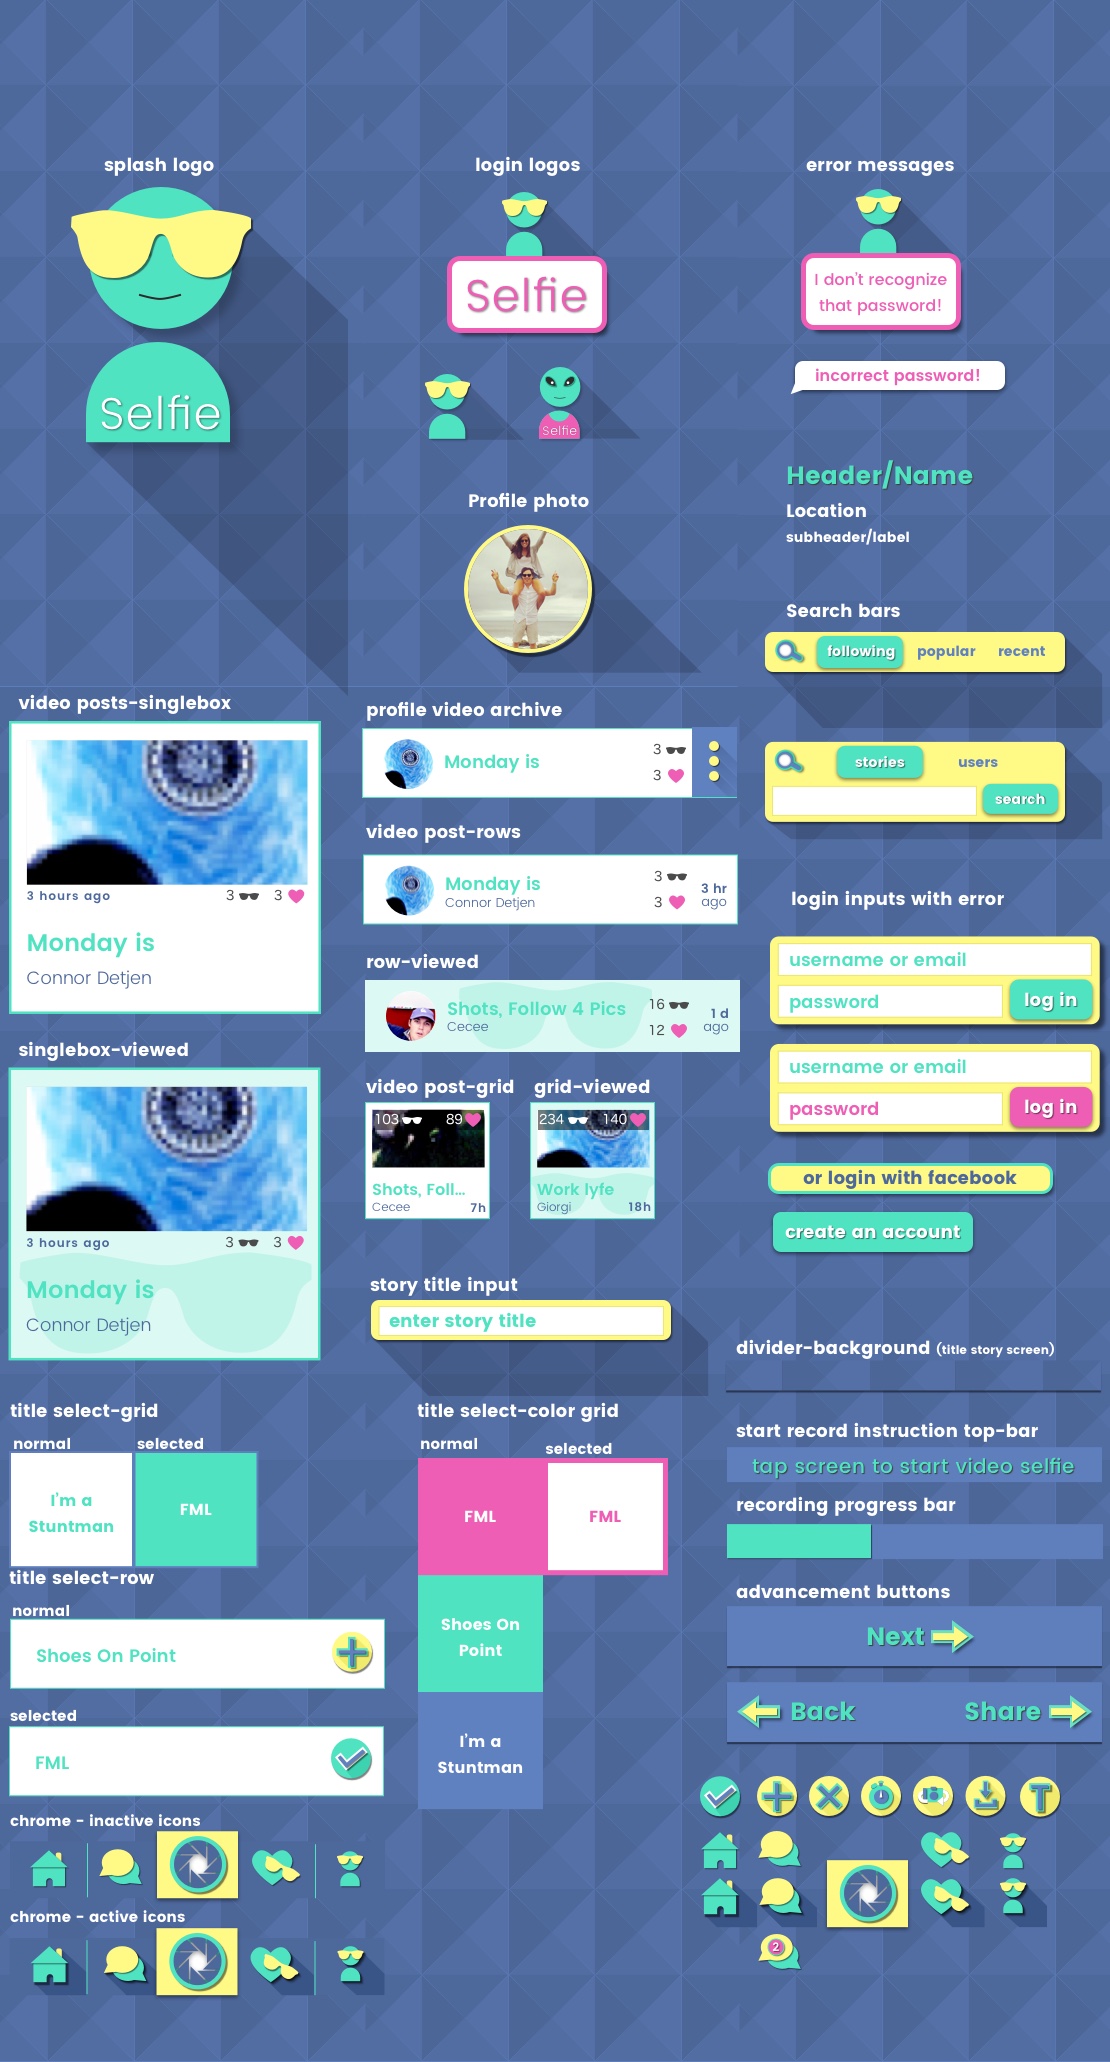 splash logo
Selfie
login logos
Selfie
Selfie
error messages
I don't recognize
that password!
incorrect password!
Profile photo
Header/Name
Location
subheader/label
Search bars
following popular recent
stories users
search
video posts-singlebox
3 hours ago 3 3
Monday is
Connor Detjen
singlebox-viewed
3 hours ago 3 3
Monday is
Connor Detjen
profile video archive
Monday is
3
3
video post-rows
Monday is
Connor Detjen
3
3
3 hr
ago
row-viewed
Shots, Follow 4 Pics
Cecee
16
12
1 d
ago
video post-grid
103 89
Shots, Foll...
Cecee 7h
grid-viewed
234 140
Work lyfe
Giorgi 18h
story title input
enter story title
login inputs with error
username or email
password log in
username or email
password log in
or login with facebook
create an account
divider-background (title story screen)
start record instruction top-bar
tap screen to start video selfie
recording progress bar
advancement buttons
Next
Back Share
title select-grid
normal selected
I'm a
Stuntman
FML
title select-row
normal
Shoes On Point
selected
FML
title select-color grid
normal selected
FML FML
Shoes On
Point
I'm a
Stuntman
chrome - inactive icons
chrome - active icons
T
2